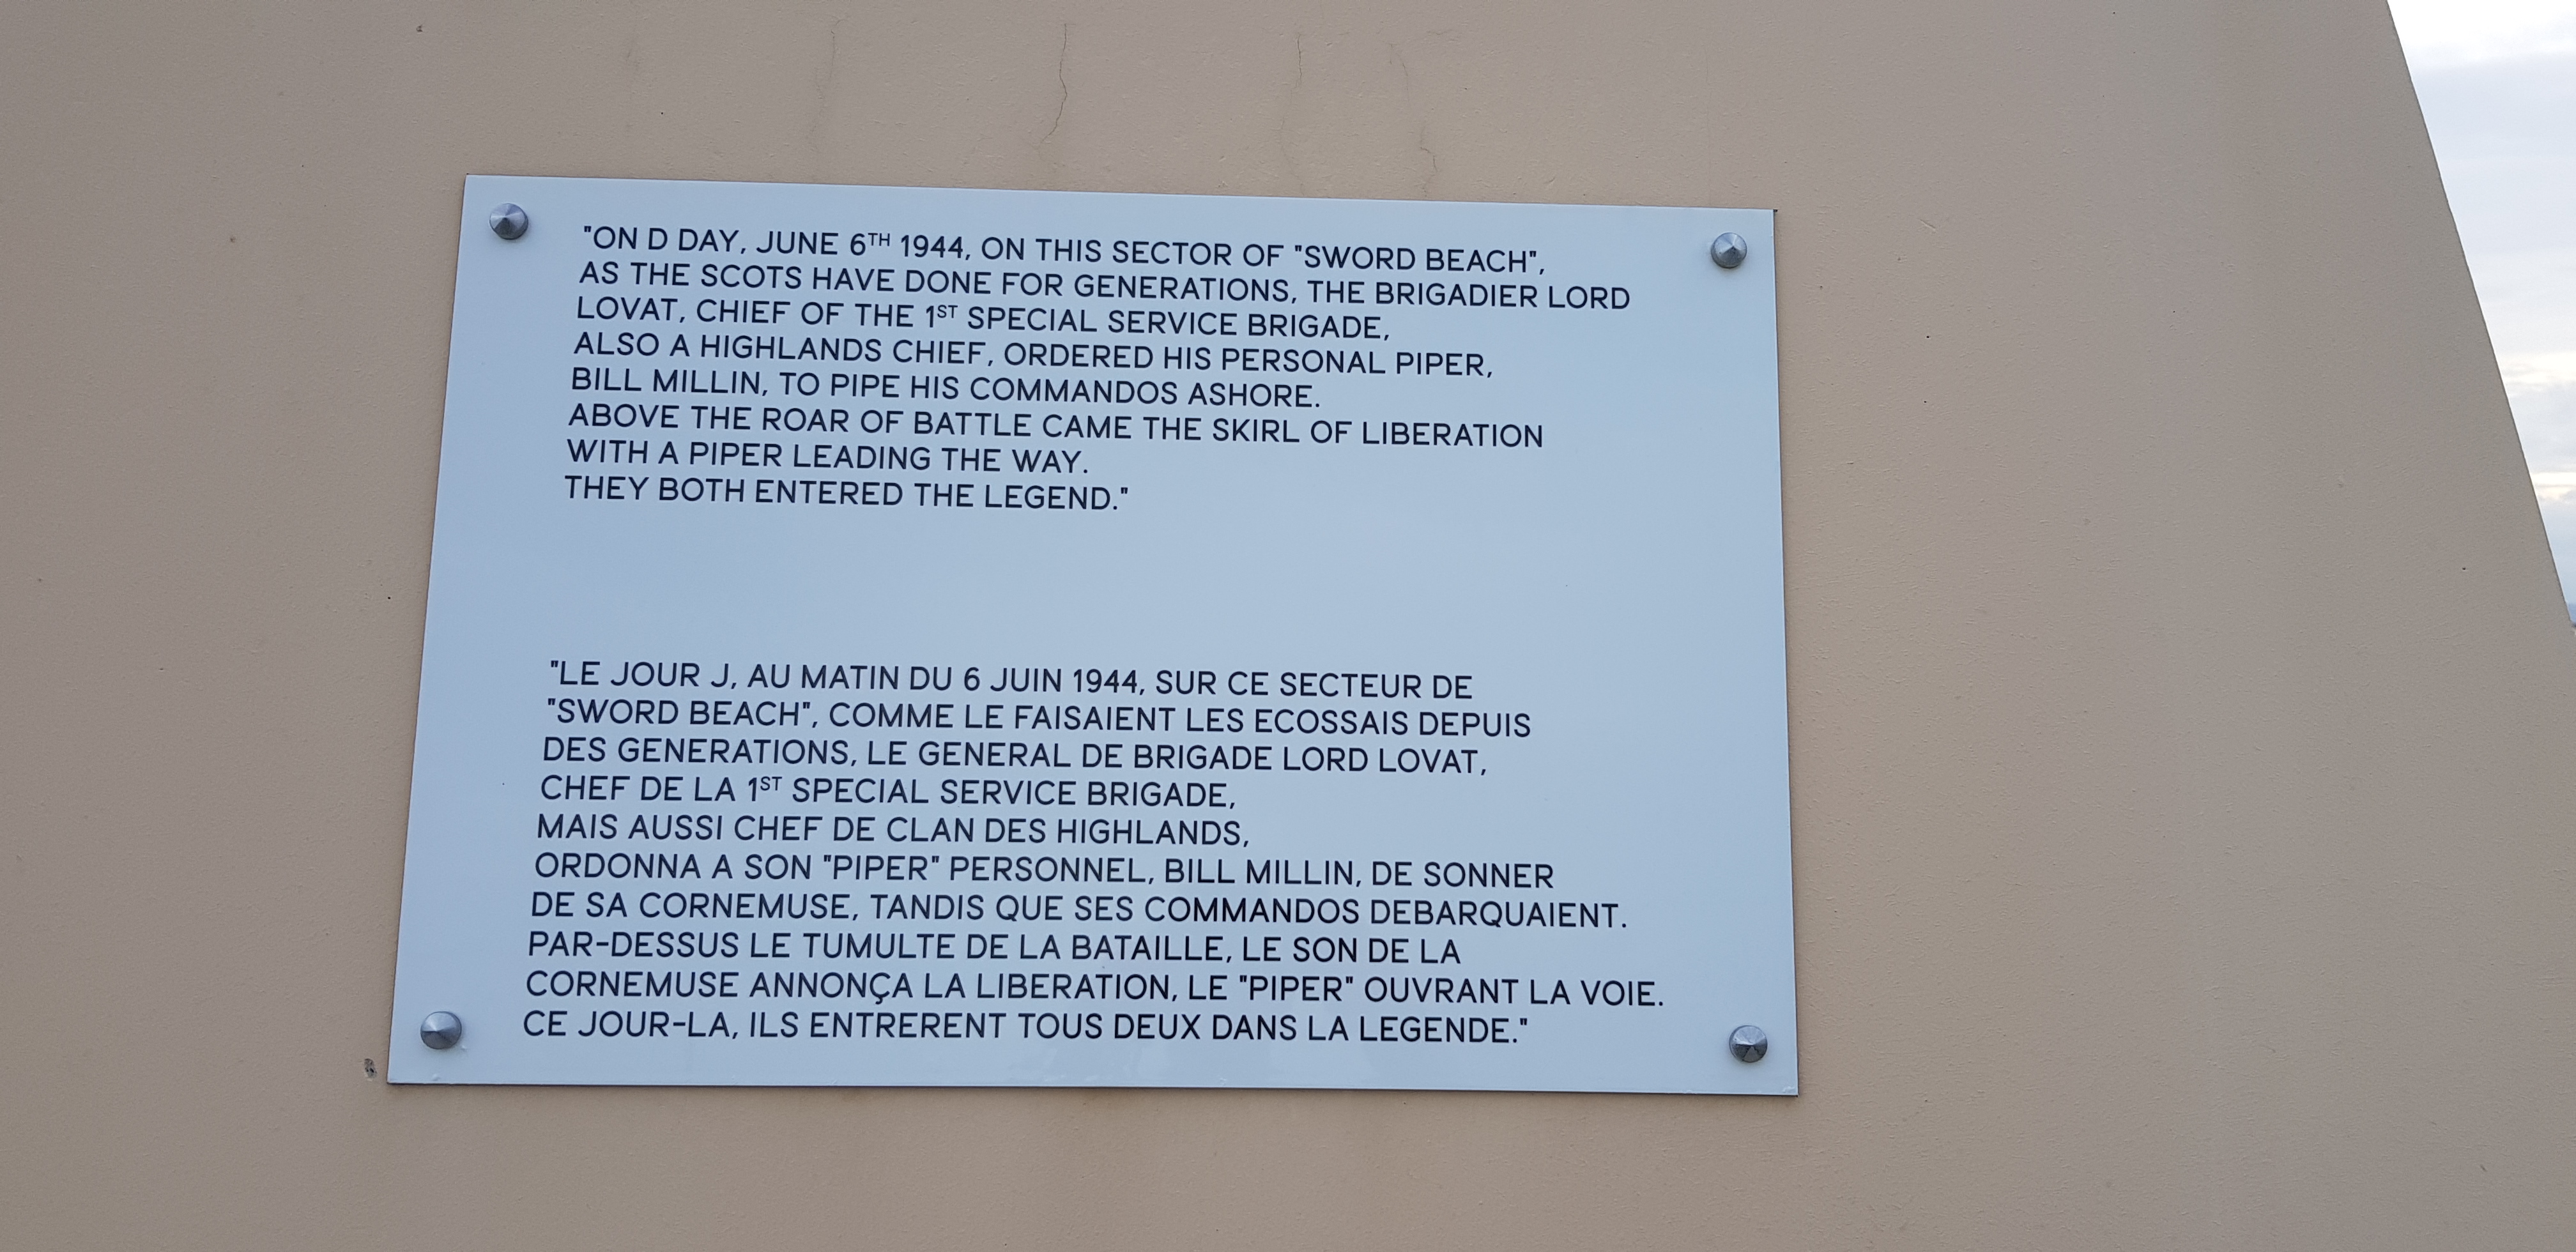 "ON D DAY, JUNE 6TH 1944, ON THIS SECTOR OF "SWORD BEACH",
AS THE SCOTS HAVE DONE FOR GENERATIONS, THE BRIGADIER LORD
LOVAT, CHIEF OF THE 1ST SPECIAL SERVICE BRIGADE,
ALSO A HIGHLANDS CHIEF, ORDERED HIS PERSONAL PIPER,
BILL MILLIN, TO PIPE HIS COMMANDOS ASHORE.
ABOVE THE ROAR OF BATTLE CAME THE SKIRL OF LIBERATION
WITH A PIPER LEADING THE WAY.
THEY BOTH ENTERED THE LEGEND."
"LE JOUR J, AU MATIN DU 6 JUIN 1944, SUR CE SECTEUR DE
"SWORD BEACH", COMME LE FAISAIENT LES ECOSSAIS DEPUIS
DES GENERATIONS, LE GENERAL DE BRIGADE LORD LOVAT,
CHEF DE LA 1ST SPECIAL SERVICE BRIGADE,
MAIS AUSSI CHEF DE CLAN DES HIGHLANDS,
ORDONNA A SON "PIPER" PERSONNEL, BILL MILLIN, DE SONNER
DE SA CORNEMUSE, TANDIS QUE SES COMMANDOS DEBARQUAIENT.
PAR-DESSUS LE TUMULTE DE LA BATAILLE, LE SON DE LA
CORNEMUSE ANNONÇA LA LIBERATION, LE "PIPER" OUVRANT LA VOIE.
CE JOUR-LA, ILS ENTRERENT TOUS DEUX DANS LA LEGENDE."